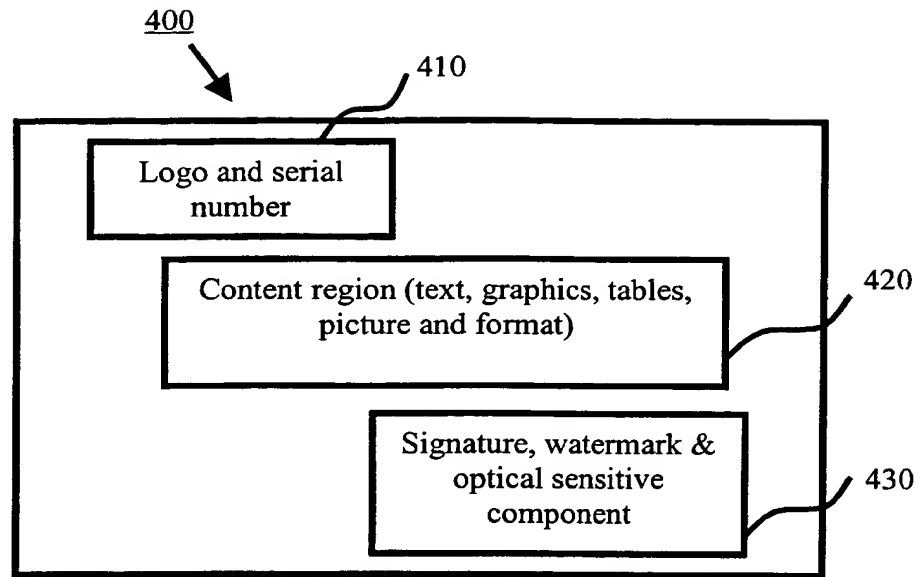 400
410
Logo and serial
number
Content region (text, graphics, tables,
picture and format)
420
Signature, watermark &
optical sensitive
component
430